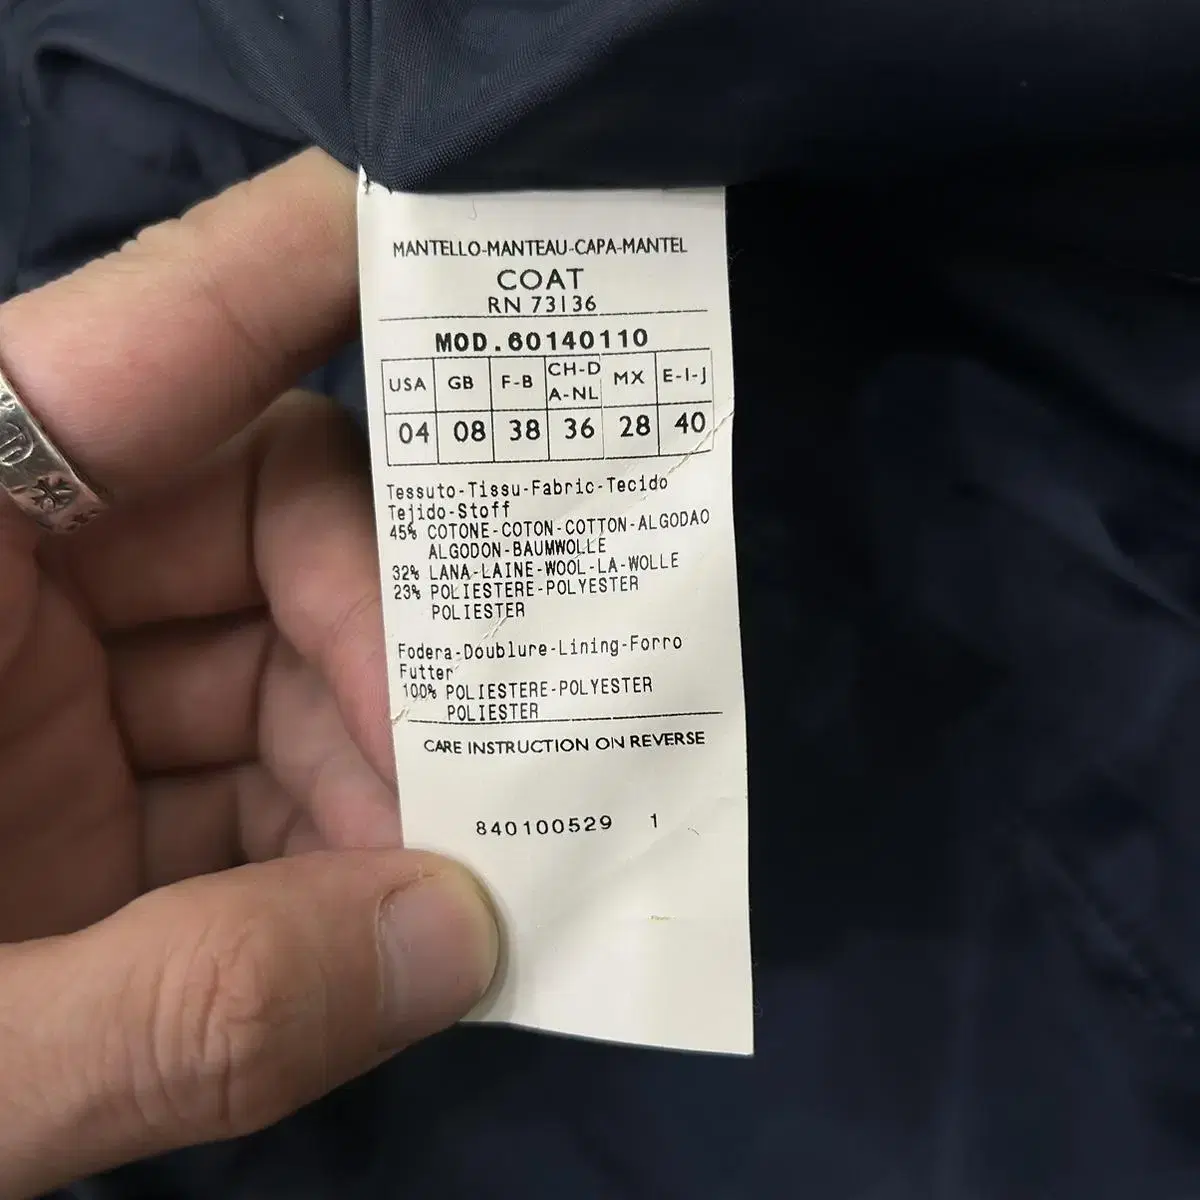 MANTELLO-MANTEAU-CAPA-MANTEL
COAT
RN 73136
MOD.60140110
USA GB F-B CH-D A-NL MX E-I-J
04 08 38 36 28 40
Tessuto-Tissu-Fabric-Tecido
Tejido-Stoff
45% COTONE-COTON-COTTON-ALGODAO
ALGODON-BAUMWOLLE
32% LANA-LAINE-WOOL-LA-WOLLE
23% POLIESTERE-POLYESTER
POLIESTER
Fodera-Doublure-Lining-Forro
Futter
100% POLIESTERE-POLYESTER
POLIESTER
CARE INSTRUCTION ON REVERSE
840100529 1